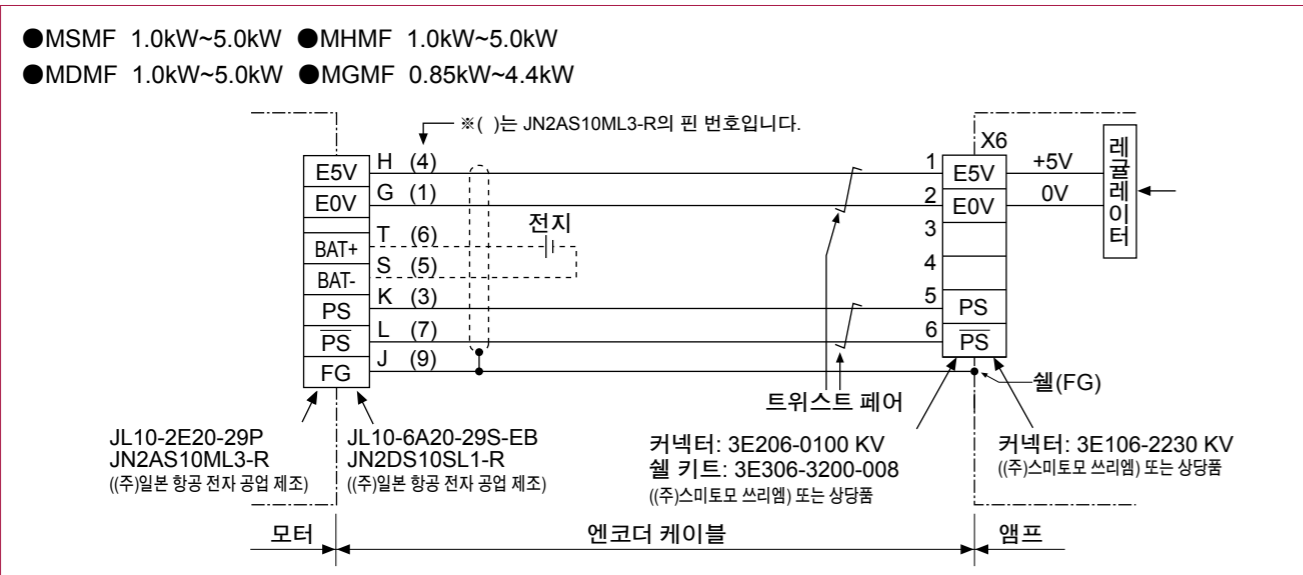 ●MSMF 1.0kW~5.0kW ●MHMF 1.0kW~5.0kW
●MDMF 1.0kW~5.0kW ●MGMF 0.85kW~4.4kW
※( )는 JN2AS10ML3-R의 핀 번호입니다.
X6
E5V H (4) 1 E5V +5V
E0V G (1) 2 E0V 0V
레귤레이터
전지
BAT+ T (6) 3
BAT- S (5) 4
PS K (3) 5 PS
P̅S̅ L (7) 6 P̅S̅
FG J (9)
쉘(FG)
트위스트 페어
JL10-2E20-29P
JN2AS10ML3-R
((주)일본 항공 전자 공업 제조)
JL10-6A20-29S-EB
JN2DS10SL1-R
((주)일본 항공 전자 공업 제조)
커넥터: 3E206-0100 KV
쉘 키트: 3E306-3200-008
((주)스미토모 쓰리엠) 또는 상당품
커넥터: 3E106-2230 KV
((주)스미토모 쓰리엠) 또는 상당품
모터 엔코더 케이블 앰프